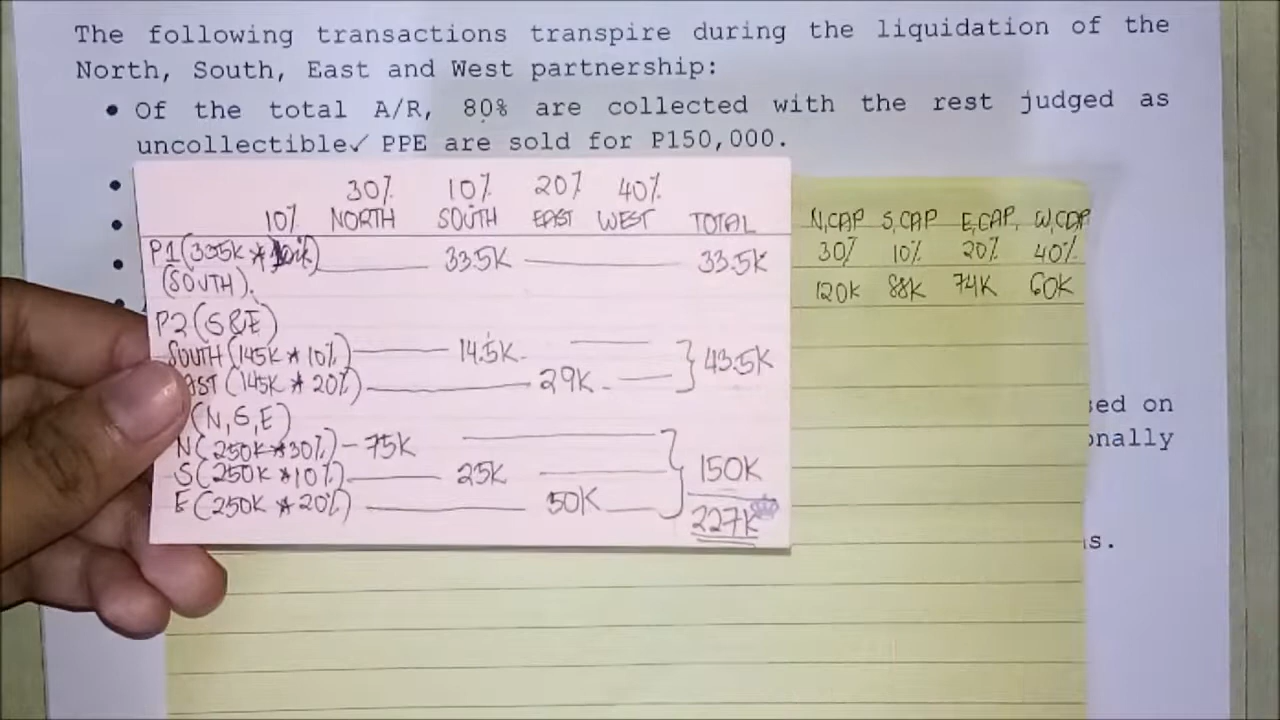 The following transactions transpire during the liquidation of the
North, South, East and West partnership:
• Of the total A/R, 80% are collected with the rest judged as
uncollectible✓ PPE are sold for P150,000.
30% 10% 20% 40%
10% NORTH SOUTH EAST WEST TOTAL
P1 (335K * 10%) 33.5K 33.5K
(SOUTH).
P2 (S&E)
SOUTH (145K * 10%) 14.5K
AST (145K * 20%) 29K 43.5K
(N,S,E)
N (250K * 30%) - 75K
S (250K * 10%) 25K 150K
E (250K * 20%) 50K
227K
N,CAP S,CAP E,CAP, W,CAP
30% 10% 20% 40%
120K 88K 74K 60K
sed on
onally
s.